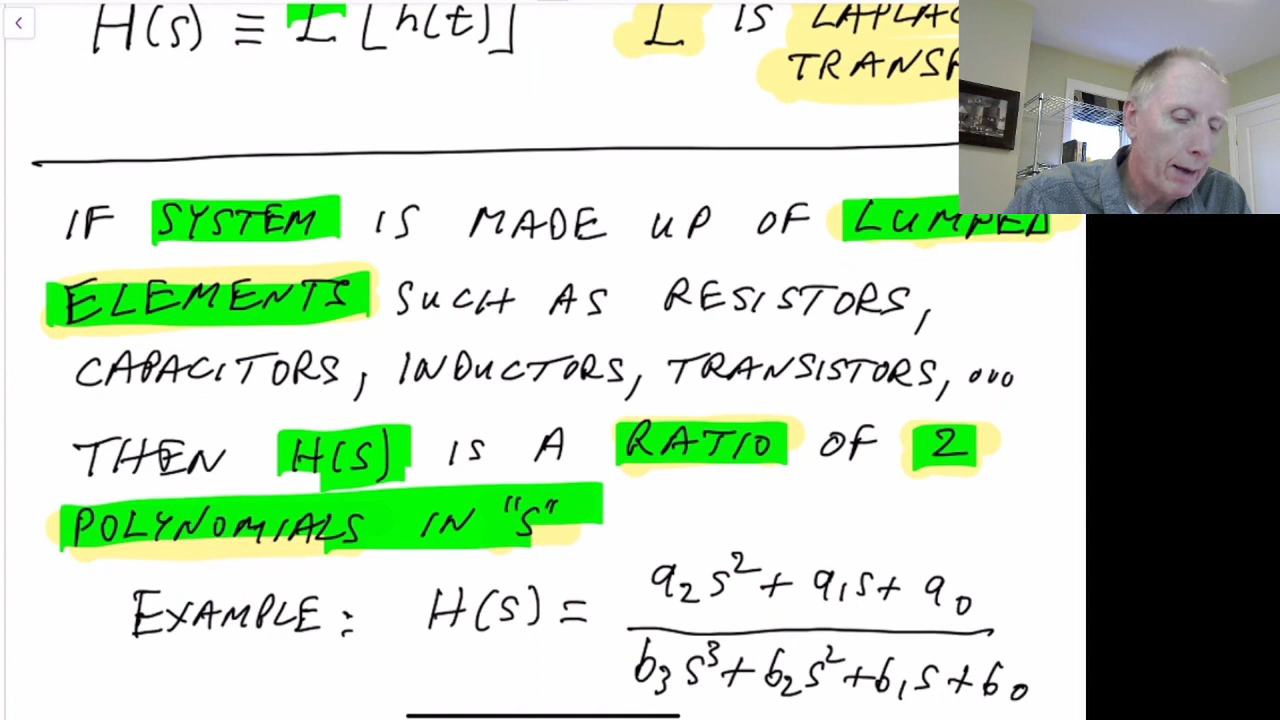 H(s) ≡ L[h(t)] L IS
IF SYSTEM IS MADE UP OF LUMPED
ELEMENTS SUCH AS RESISTORS,
CAPACITORS, INDUCTORS, TRANSISTORS, ...
THEN H(S) IS A RATIO OF 2
POLYNOMIALS IN "S"
EXAMPLE: H(S) = a₂s² + a₁s + a₀
b₃s³ + b₂s² + b₁s + b₀